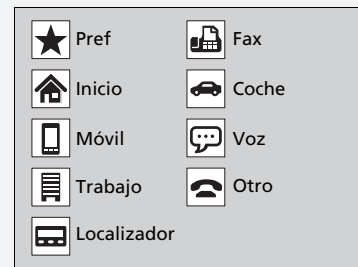 Pref
Fax
Inicio
Coche
Móvil
Voz
Trabajo
Otro
Localizador